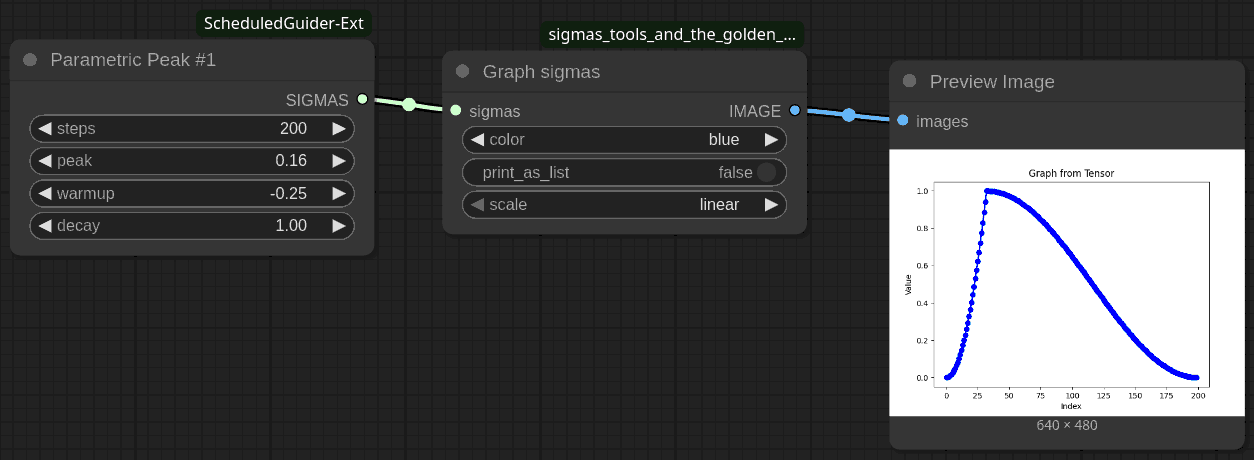 ScheduledGuider-Ext
Parametric Peak #1
SIGMAS
steps 200
peak 0.16
warmup -0.25
decay 1.00
sigmas_tools_and_the_golden_...
Graph sigmas
sigmas IMAGE
color blue
print_as_list false
scale linear
Preview Image
images
Graph from Tensor
1.0
0.8
0.6
0.4
0.2
0.0
Value
0 25 50 75 100 125 150 175 200
Index
640 × 480